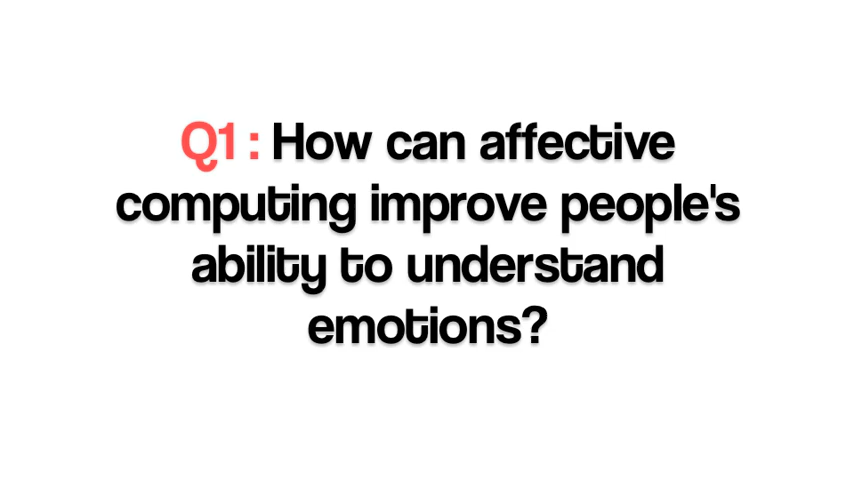 Q1 : How can affective
computing improve people's
ability to understand
emotions?